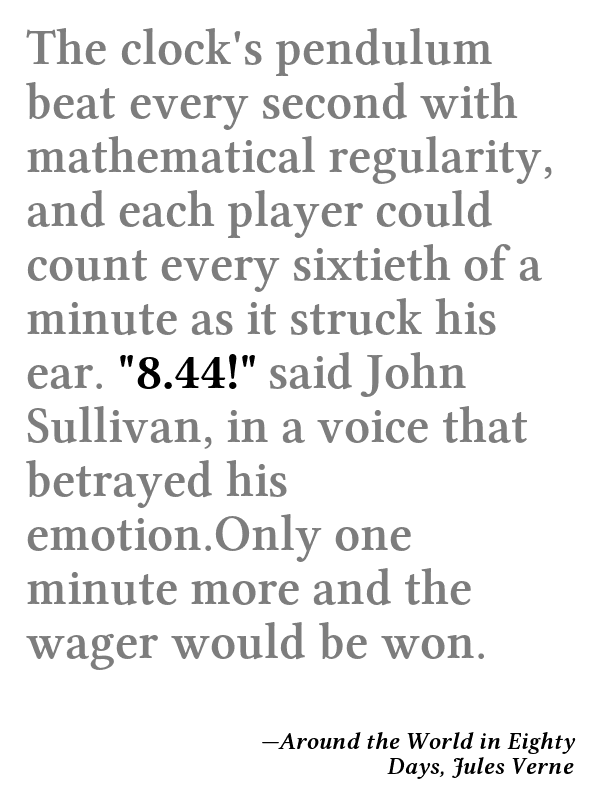 The clock's pendulum
beat every second with
mathematical regularity,
and each player could
count every sixtieth of a
minute as it struck his
ear. "8.44!" said John
Sullivan, in a voice that
betrayed his
emotion.Only one
minute more and the
wager would be won.
—Around the World in Eighty
Days, Jules Verne